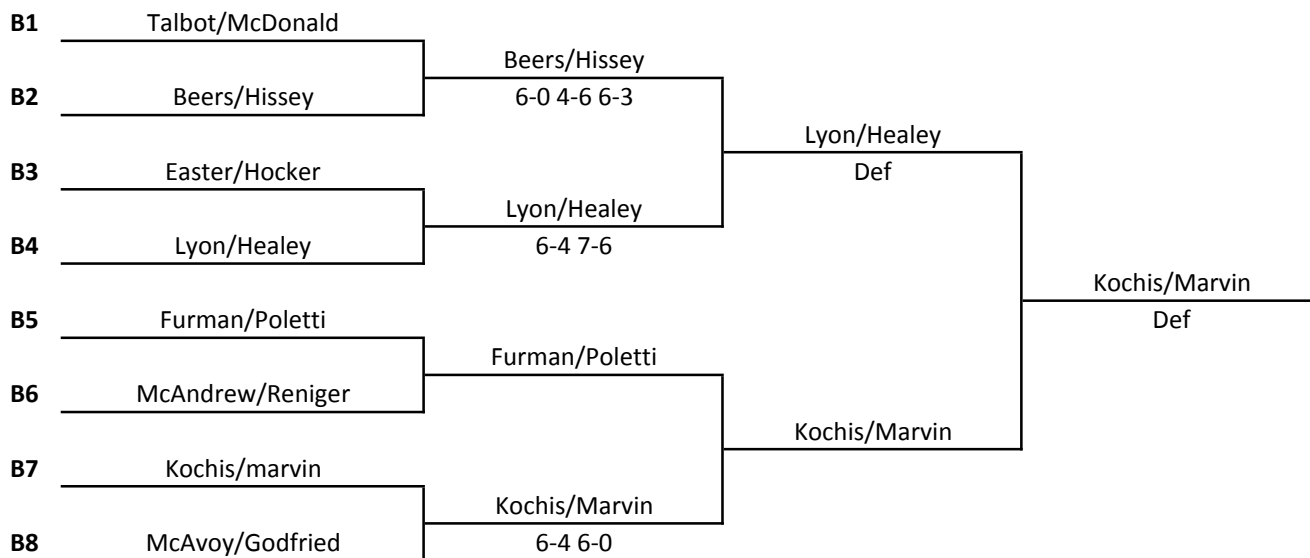 B1 Talbot/McDonald
Beers/Hissey
B2 Beers/Hissey 6-0 4-6 6-3
Lyon/Healey
B3 Easter/Hocker Def
Lyon/Healey
B4 Lyon/Healey 6-4 7-6
Kochis/Marvin
B5 Furman/Poletti Def
Furman/Poletti
B6 McAndrew/Reniger
Kochis/Marvin
B7 Kochis/marvin
Kochis/Marvin
B8 McAvoy/Godfried 6-4 6-0